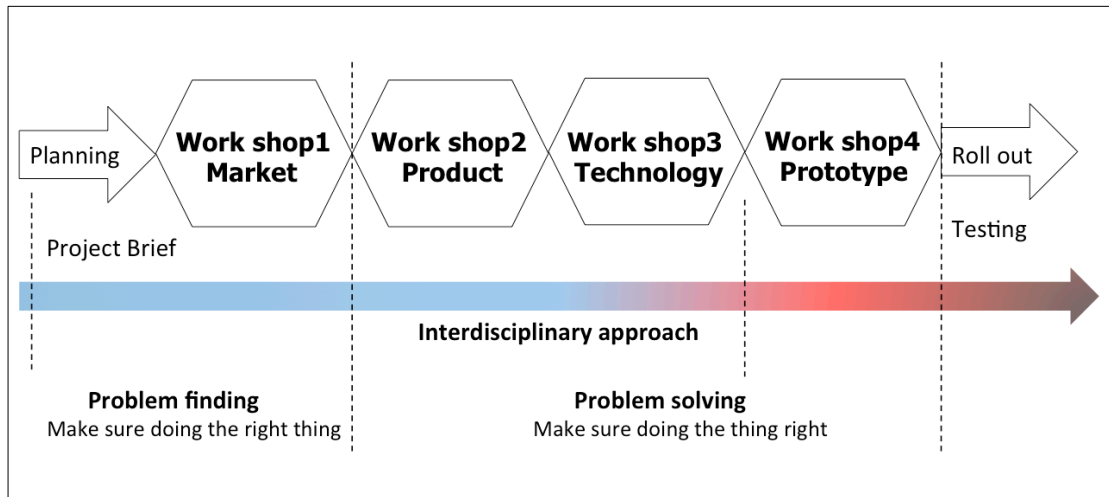 Planning
Work shop1
Market
Work shop2
Product
Work shop3
Technology
Work shop4
Prototype
Roll out
Project Brief
Testing
Interdisciplinary approach
Problem finding
Make sure doing the right thing
Problem solving
Make sure doing the thing right